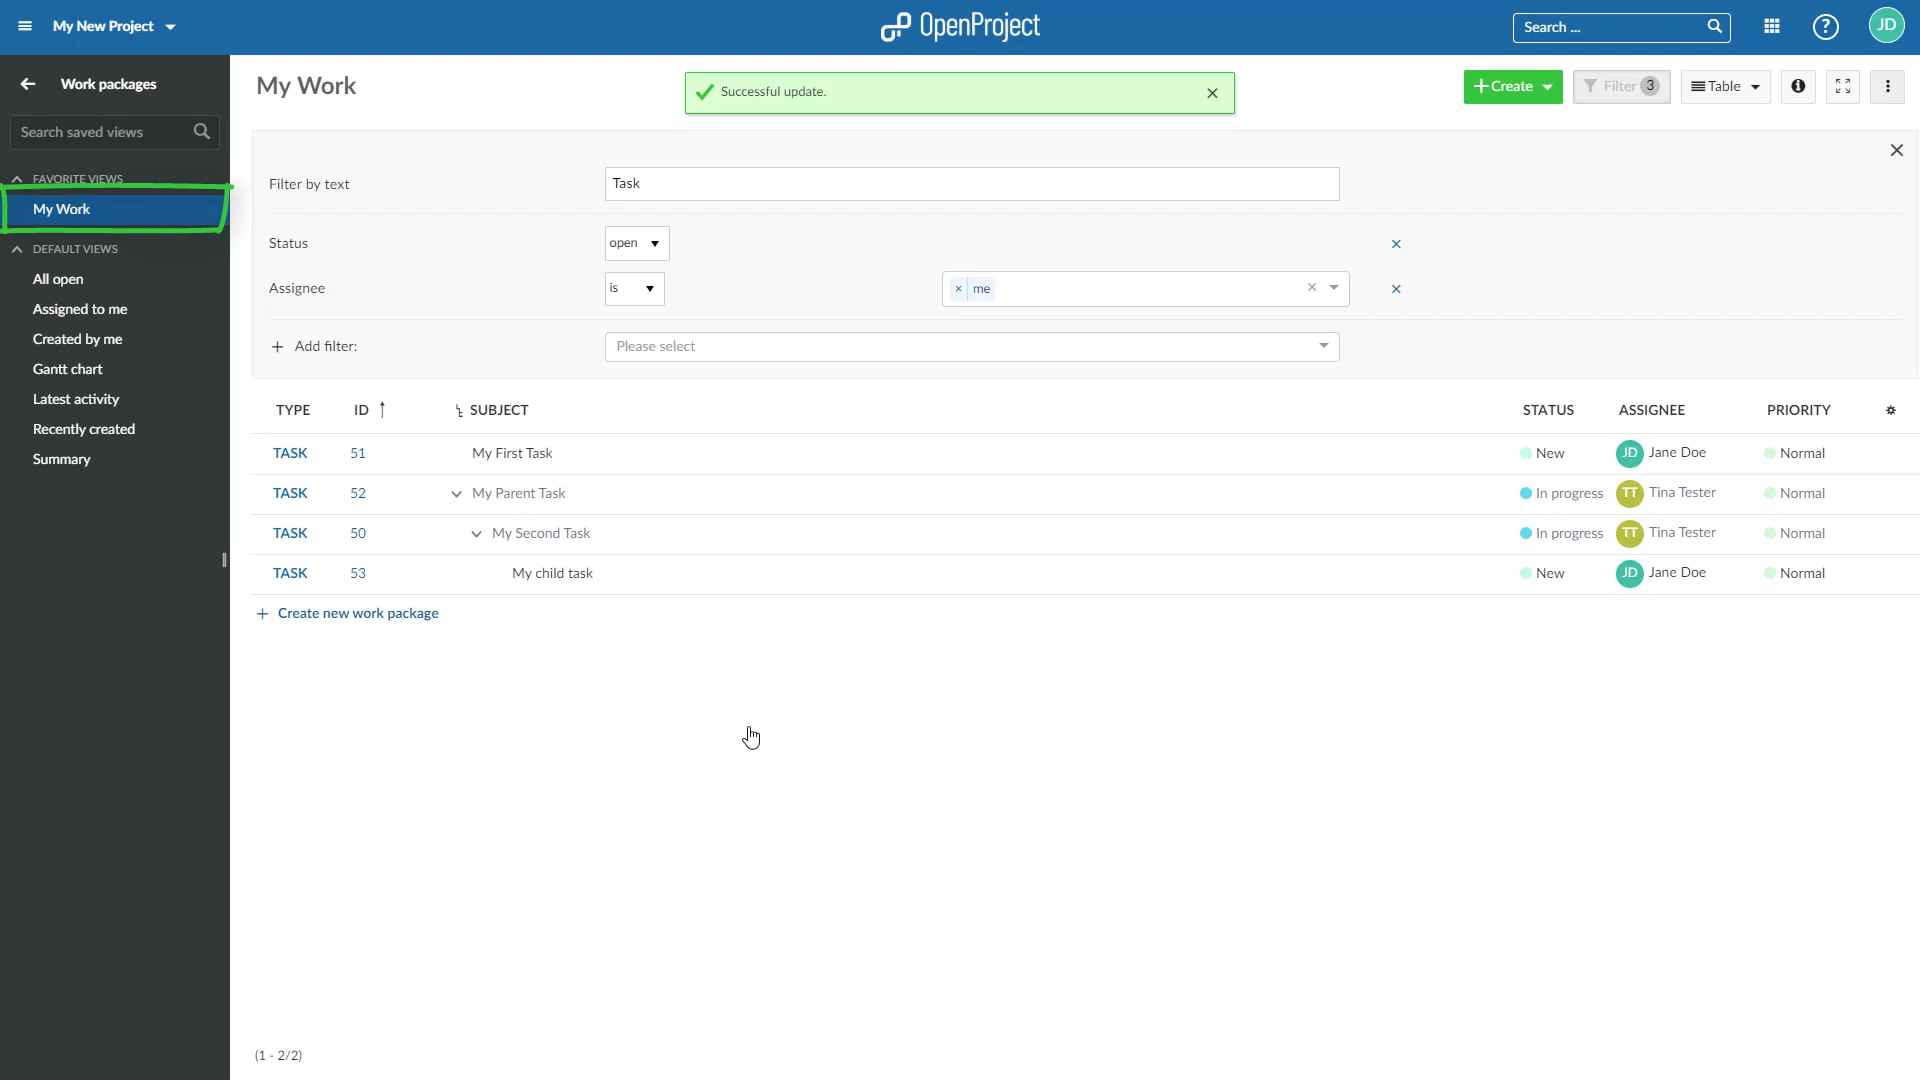 My New Project
OpenProject
Search ...
?
JD
Work packages
Search saved views
FAVORITE VIEWS
My Work
DEFAULT VIEWS
All open
Assigned to me
Created by me
Gantt chart
Latest activity
Recently created
Summary
My Work
Successful update.
Create
Filter 3
Table
Filter by text
Task
Status
open
Assignee
is
× me
Add filter:
Please select
TYPE ID SUBJECT STATUS ASSIGNEE PRIORITY
TASK 51 My First Task New JD Jane Doe Normal
TASK 52 My Parent Task In progress TT Tina Tester Normal
TASK 50 My Second Task In progress TT Tina Tester Normal
TASK 53 My child task New JD Jane Doe Normal
+ Create new work package
(1 - 2/2)